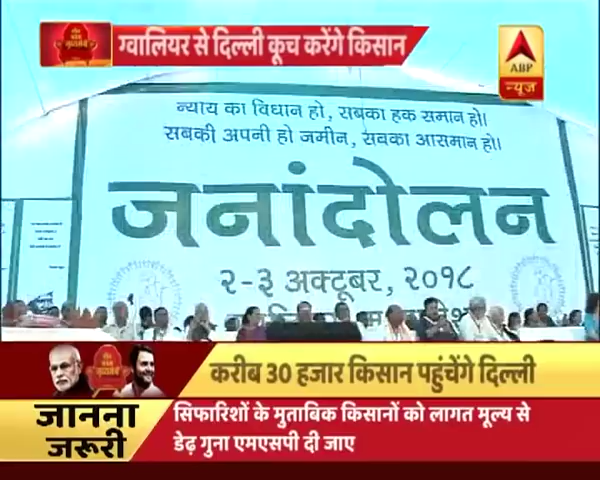 ग्वालियर से दिल्ली कूच करेंगे किसान
ABP
न्यूज़
न्याय का विधान हो, सबका हक समान हो।
सबकी अपनी हो जमीन, सबका आसमान हो।
जनांदोलन
२-३ अक्टूबर, २०१८
करीब 30 हजार किसान पहुंचेंगे दिल्ली
जानना
जरूरी
सिफारिशों के मुताबिक किसानों को लागत मूल्य से
डेढ़ गुना एमएसपी दी जाए